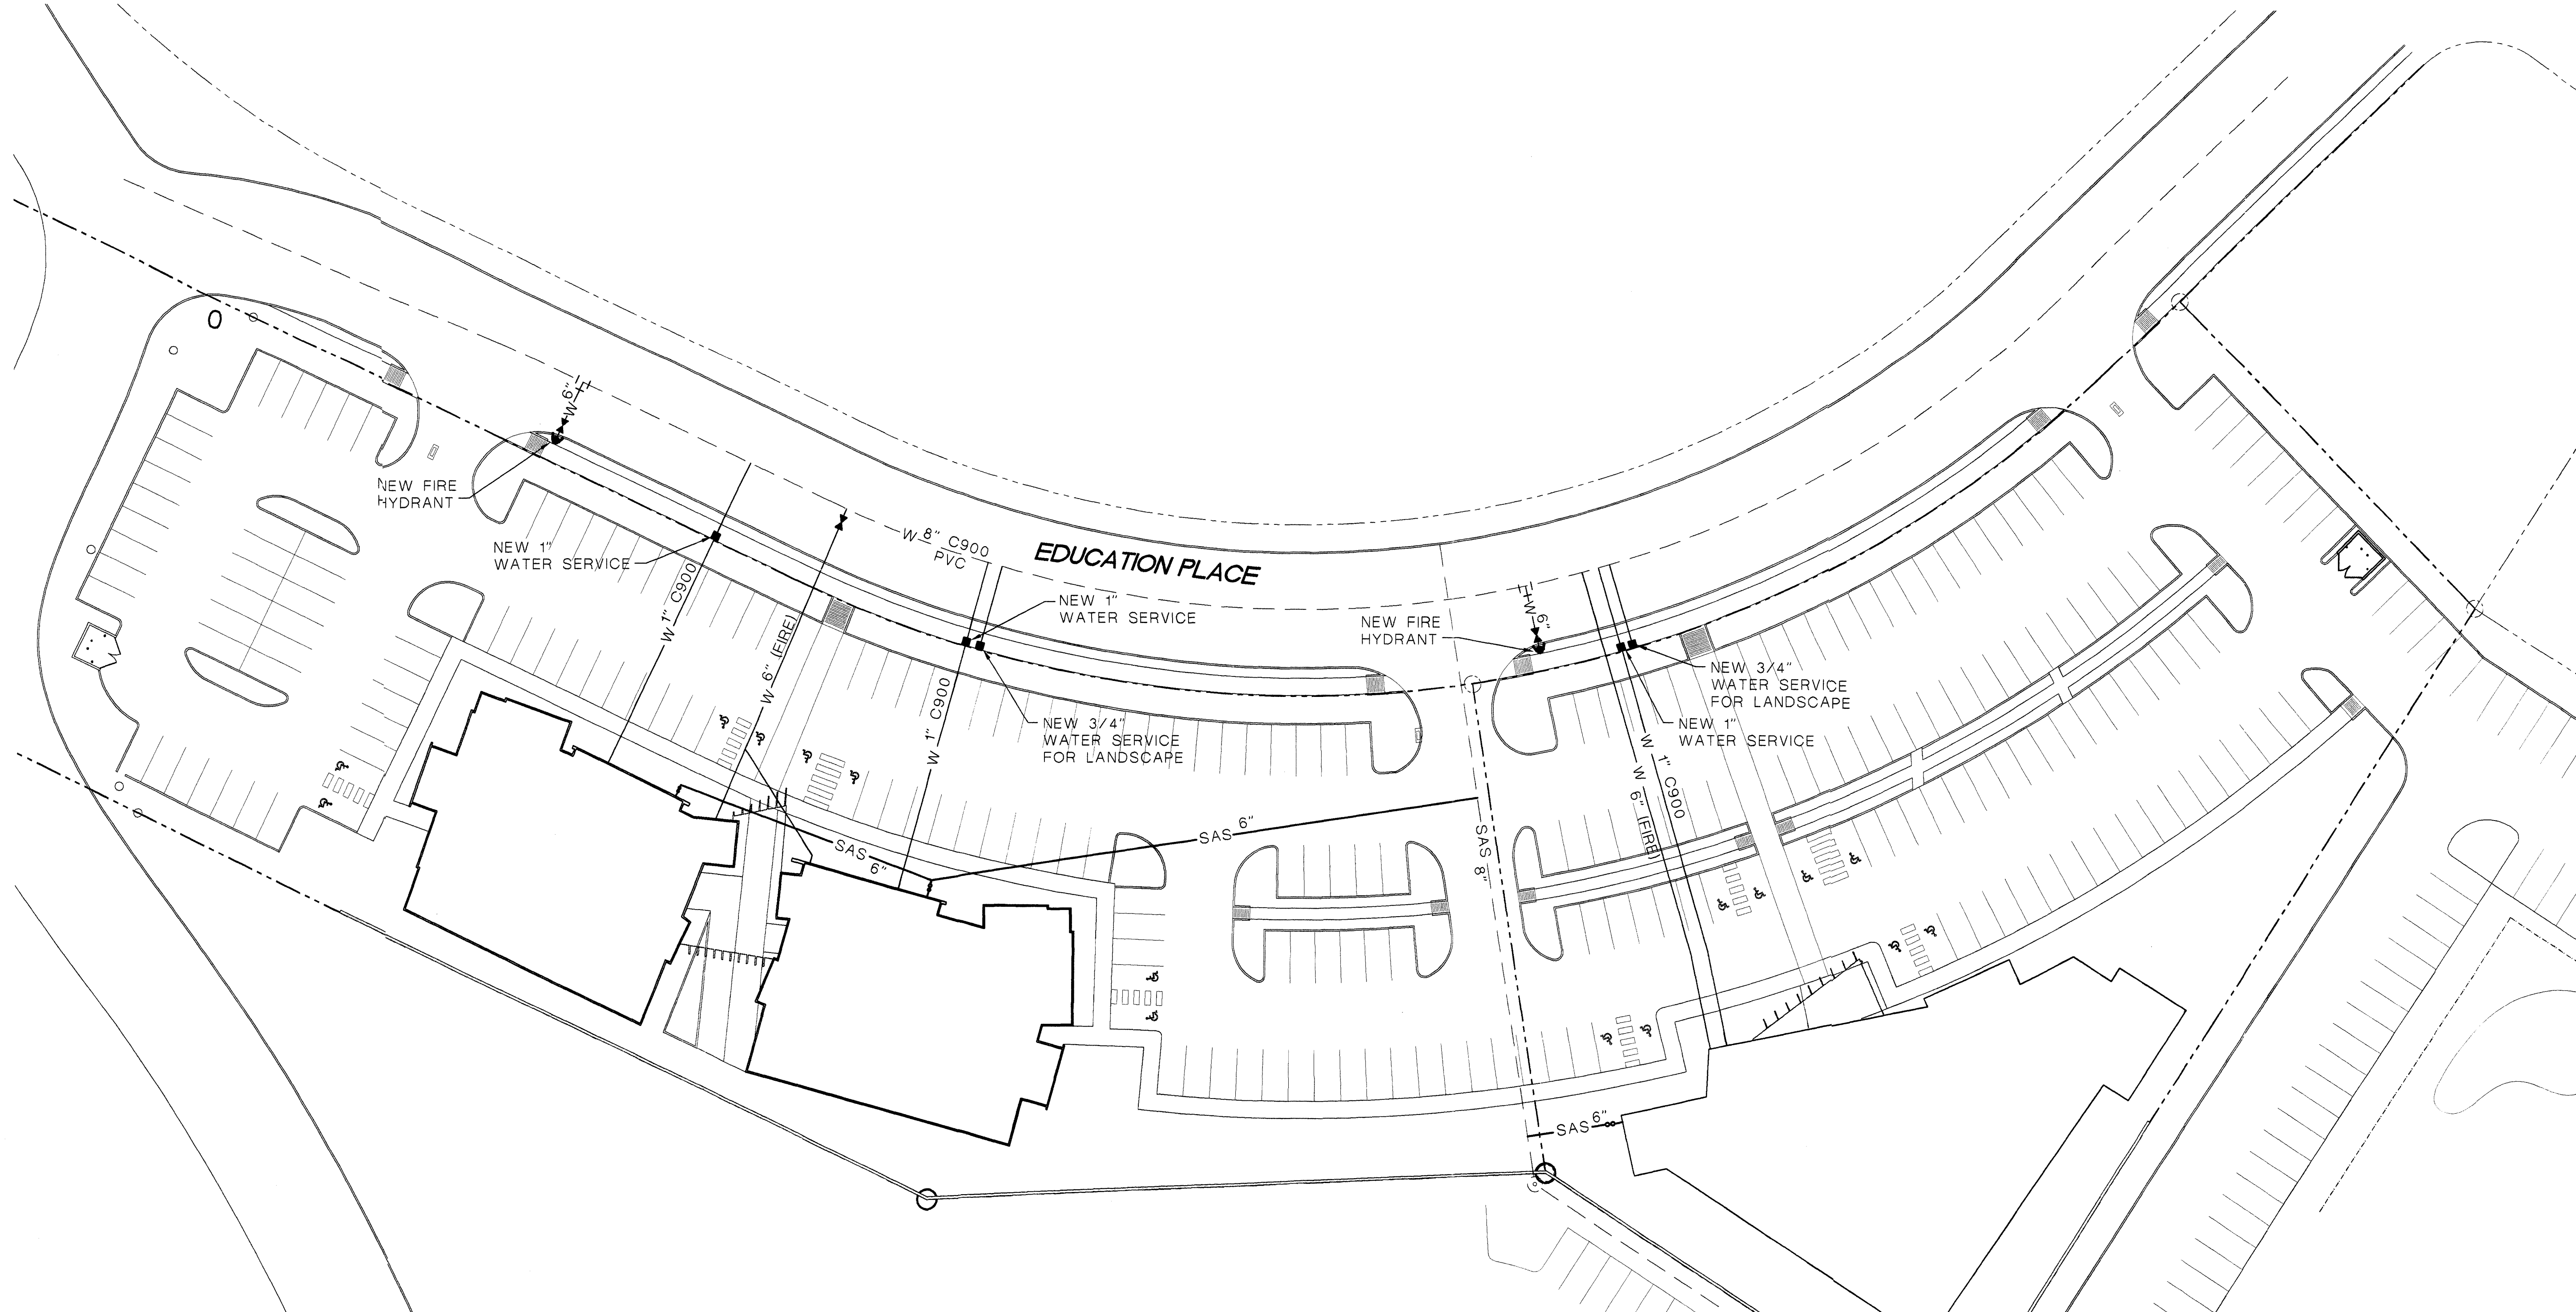 W 6"
NEW FIRE
HYDRANT
NEW 1"
WATER SERVICE
W 1" C900
W 6" (FIRE)
W 8" C900
PVC
EDUCATION PLACE
NEW 1"
WATER SERVICE
W 1" C900
NEW 3/4"
WATER SERVICE
FOR LANDSCAPE
W 6"
NEW FIRE
HYDRANT
NEW 3/4"
WATER SERVICE
FOR LANDSCAPE
NEW 1"
WATER SERVICE
W 1" C900
W 6" (FIRE)
SAS 6"
SAS 6"
SAS 8"
SAS 6"